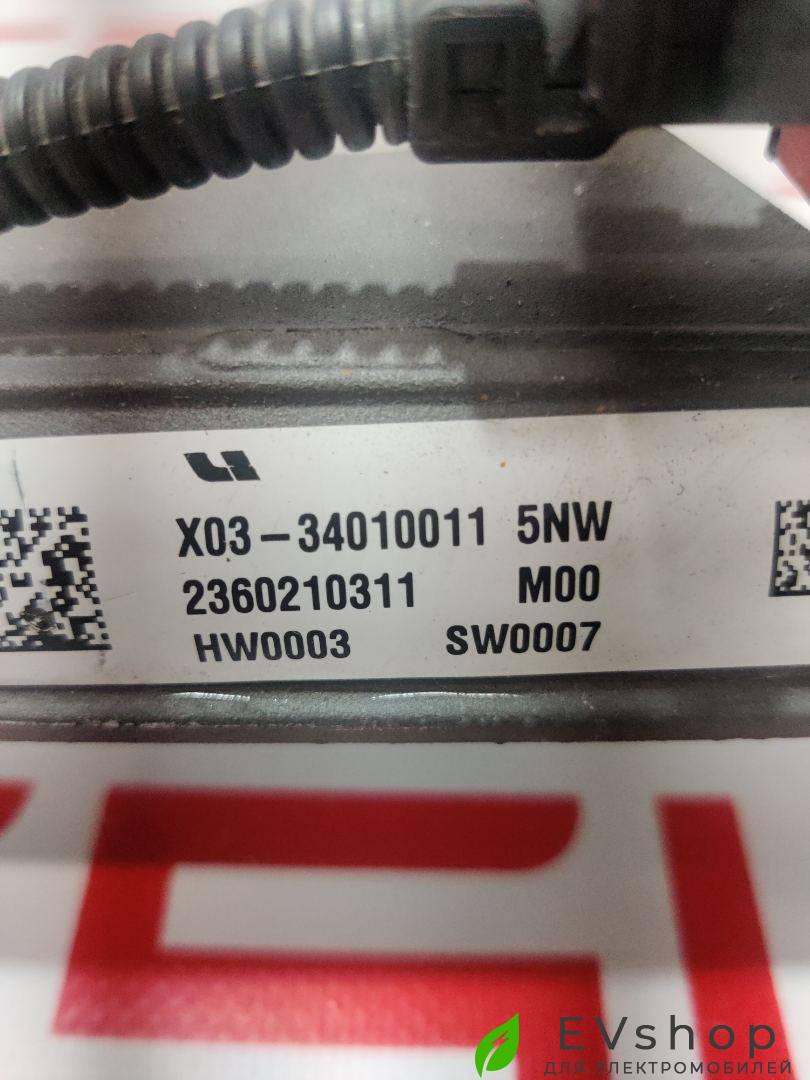 X03-34010011 5NW
2360210311 M00
HW0003 SW0007
EVshop
ДЛЯ ЭЛЕКТРОМОБИЛЕЙ